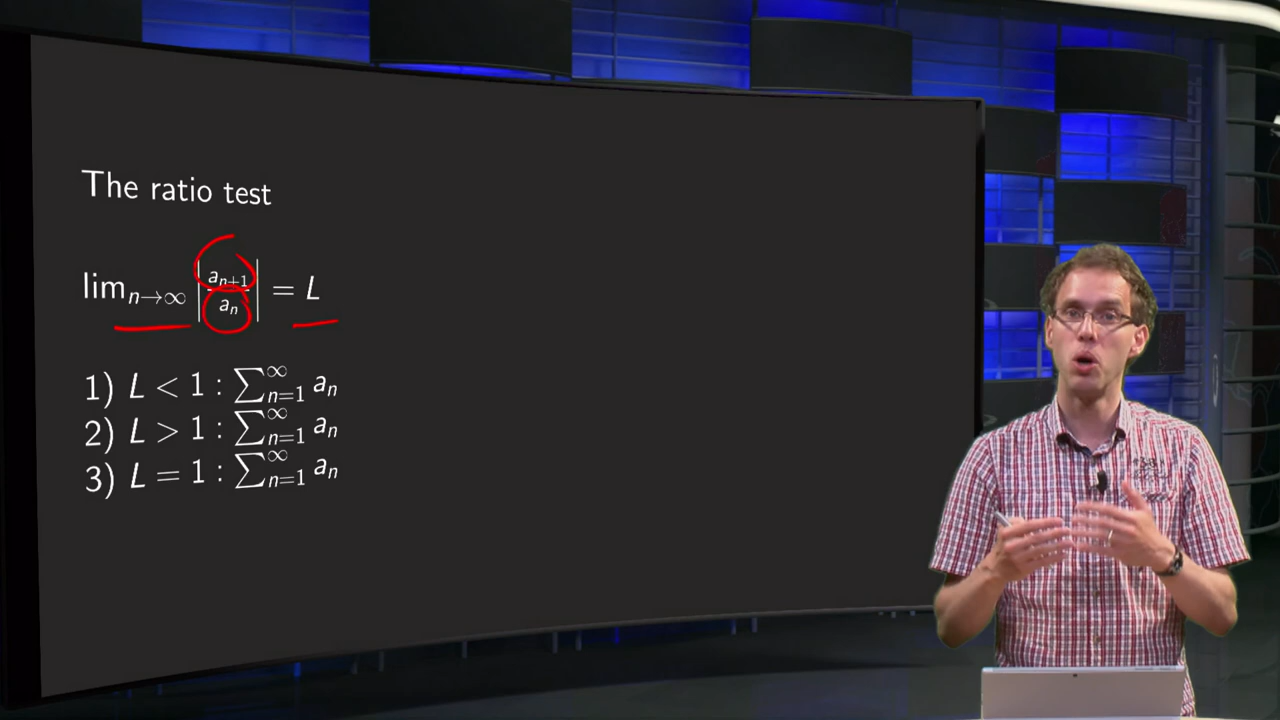 The ratio test
lim_{n→∞} |a_{n+1}/a_n| = L
1) L < 1 : ∑_{n=1}^{∞} a_n
2) L > 1 : ∑_{n=1}^{∞} a_n
3) L = 1 : ∑_{n=1}^{∞} a_n